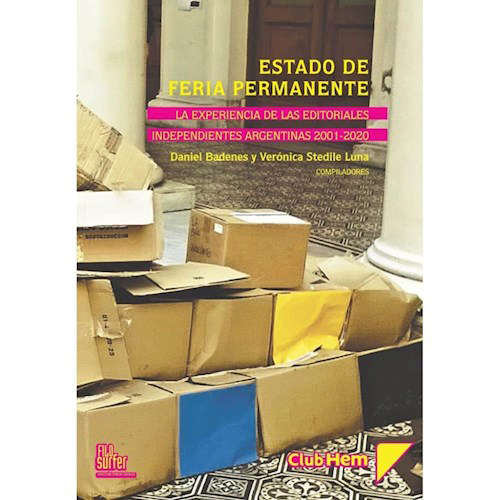 ESTADO DE
FERIA PERMANENTE
LA EXPERIENCIA DE LAS EDITORIALES
INDEPENDIENTES ARGENTINAS 2001-2020
Daniel Badenes y Verónica Stedile Luna
COMPILADORES
FILO
surfer
Club Hem